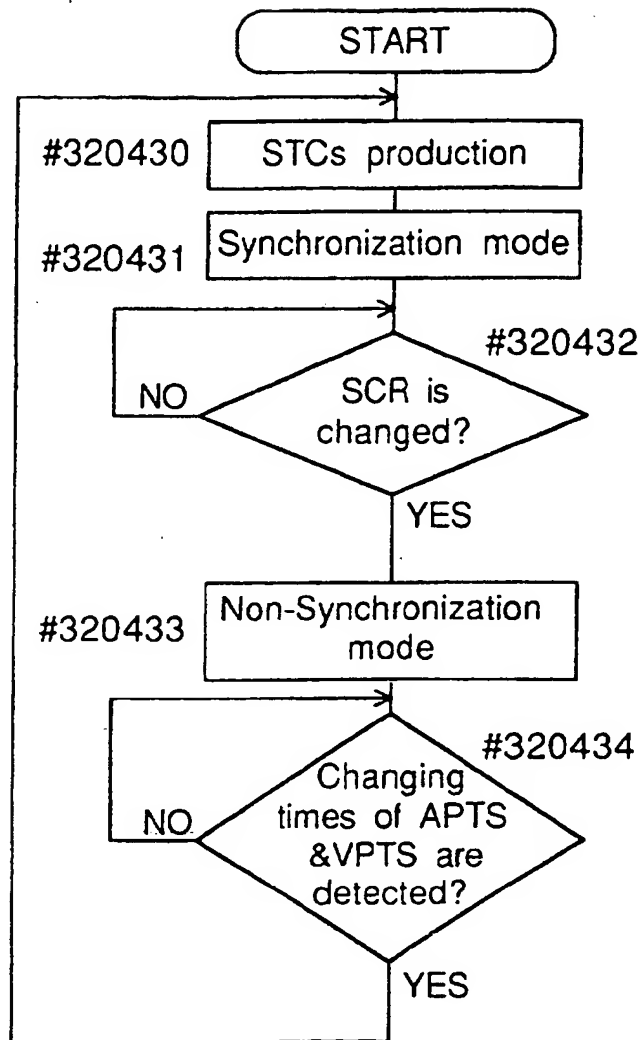 START
#320430
STCs production
#320431
Synchronization mode
#320432
SCR is
changed?
NO
YES
#320433
Non-Synchronization
mode
#320434
Changing
times of APTS
&VPTS are
detected?
NO
YES